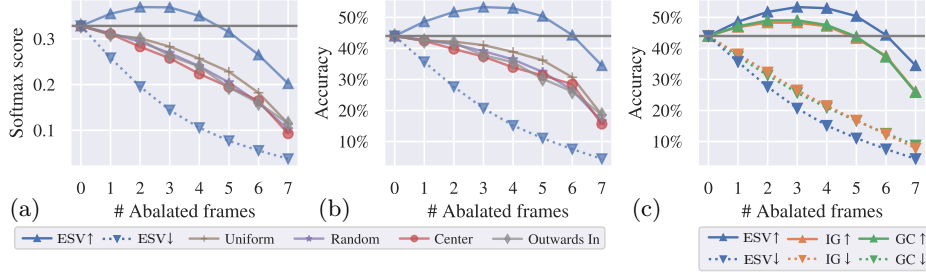 Softmax score
0.3
0.2
0.1
0 1 2 3 4 5 6 7
# Abalated frames
(a)
Accuracy
50%
40%
30%
20%
10%
0 1 2 3 4 5 6 7
# Abalated frames
(b)
Accuracy
50%
40%
30%
20%
10%
0 1 2 3 4 5 6 7
# Abalated frames
(c)
ESV↑ ESV↓ Uniform Random Center Outwards In
ESV↑ IG↑ GC↑
ESV↓ IG↓ GC↓